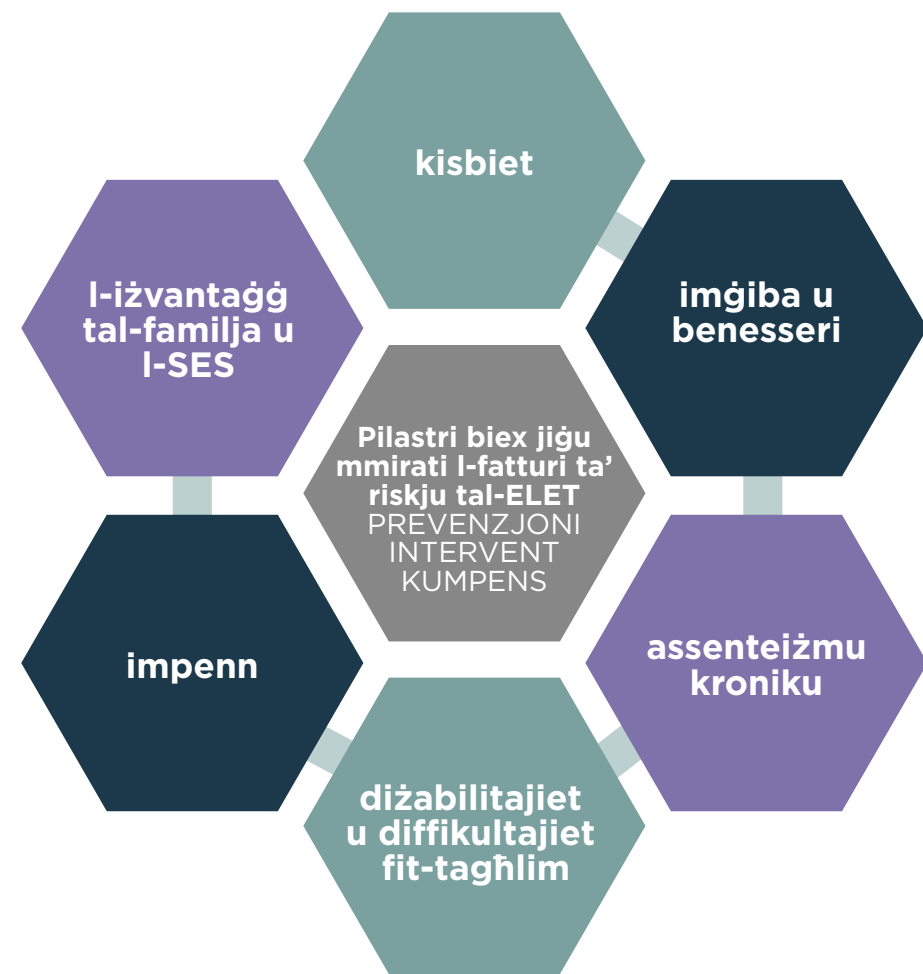 kisbiet
imġiba u
benesseri
assenteiżmu
kroniku
diżabilitajiet
u diffikultajiet
fit-tagħlim
impenn
l-iżvantaġġ
tal-familja u
l-SES
Pilastri biex jiġu
mmirati l-fatturi ta’
riskju tal-ELET
PREVENZJONI
INTERVENT
KUMPENS